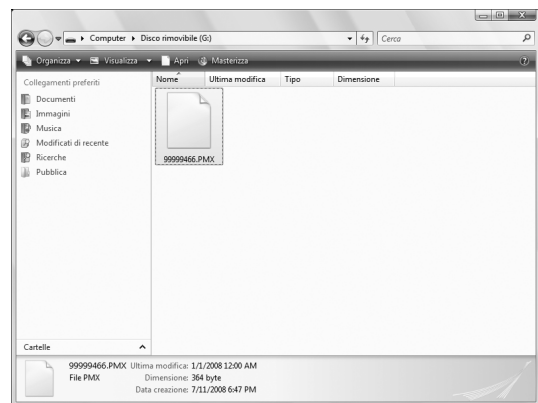 Computer Disco rimovibile (G:)
Cerca
Organizza Visualizza Apri Masterizza
Collegamenti preferiti
Documenti
Immagini
Musica
Modificati di recente
Ricerche
Pubblica
Cartelle
Nome Ultima modifica Tipo Dimensione
99999466.PMX
99999466.PMX Ultima modifica: 1/1/2008 12:00 AM
File PMX Dimensione: 364 byte
Data creazione: 7/11/2008 6:47 PM